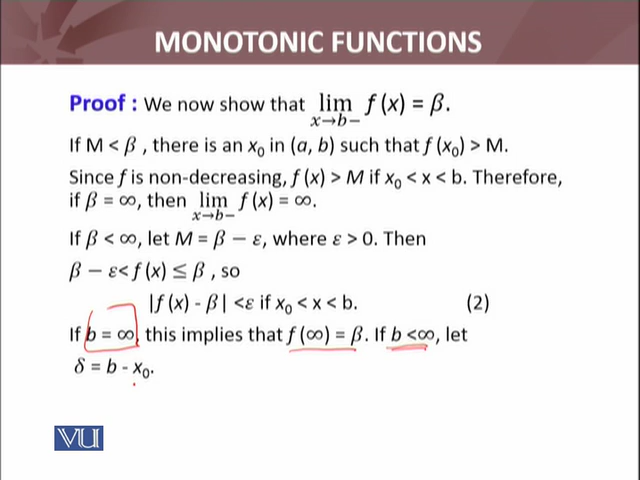 MONOTONIC FUNCTIONS
Proof : We now show that lim f (x) = β.
x→b−
If M < β , there is an x₀ in (a, b) such that f (x₀) > M.
Since f is non-decreasing, f (x) > M if x₀ < x < b. Therefore,
if β = ∞, then lim f (x) = ∞.
x→b−
If β < ∞, let M = β − ε, where ε > 0. Then
β − ε< f (x) ≤ β , so
|f (x) - β| <ε if x₀ < x < b. (2)
If b = ∞, this implies that f (∞) = β. If b <∞, let
δ = b - x₀.
VU